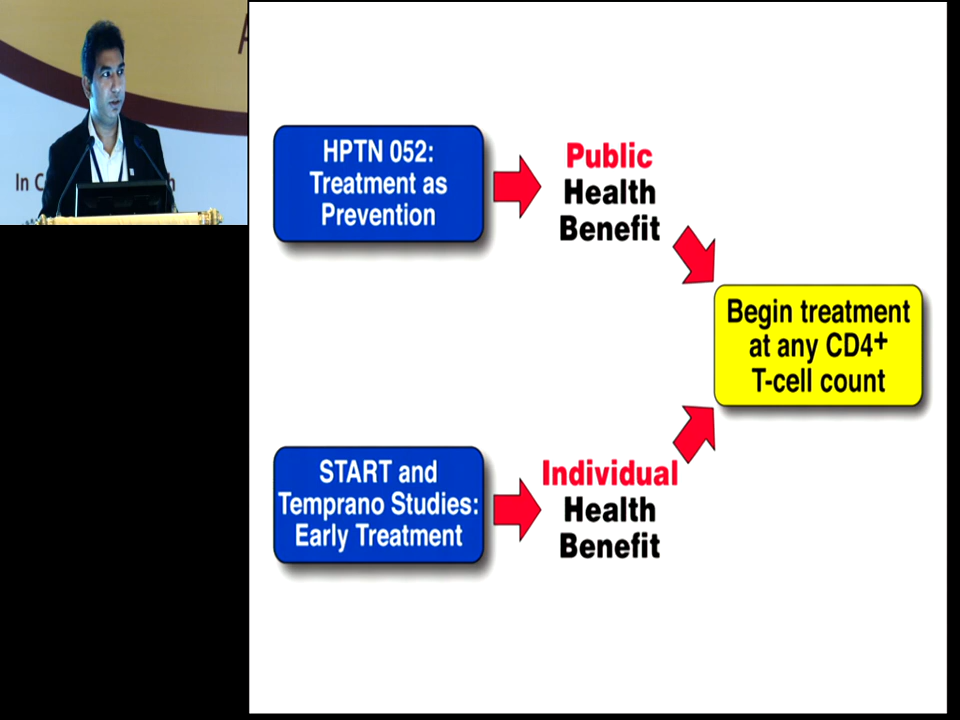 In C
HPTN 052:
Treatment as
Prevention
Public
Health
Benefit
Begin treatment
at any CD4+
T-cell count
START and
Temprano Studies:
Early Treatment
Individual
Health
Benefit